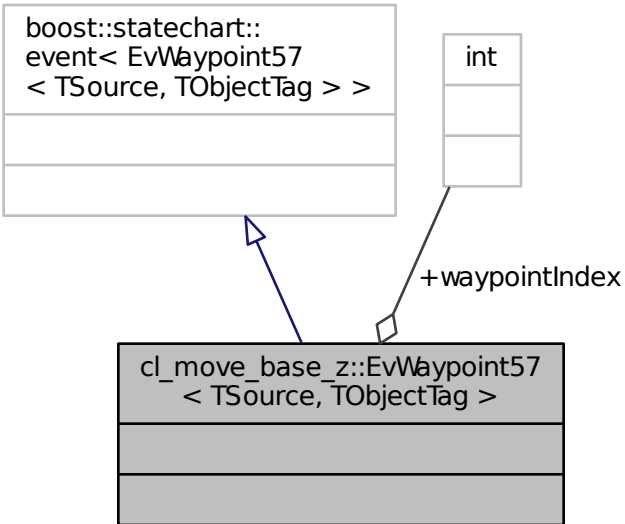 boost::statechart::
event< EvWaypoint57
< TSource, TObjectTag > >
int
+waypointIndex
cl_move_base_z::EvWaypoint57
< TSource, TObjectTag >